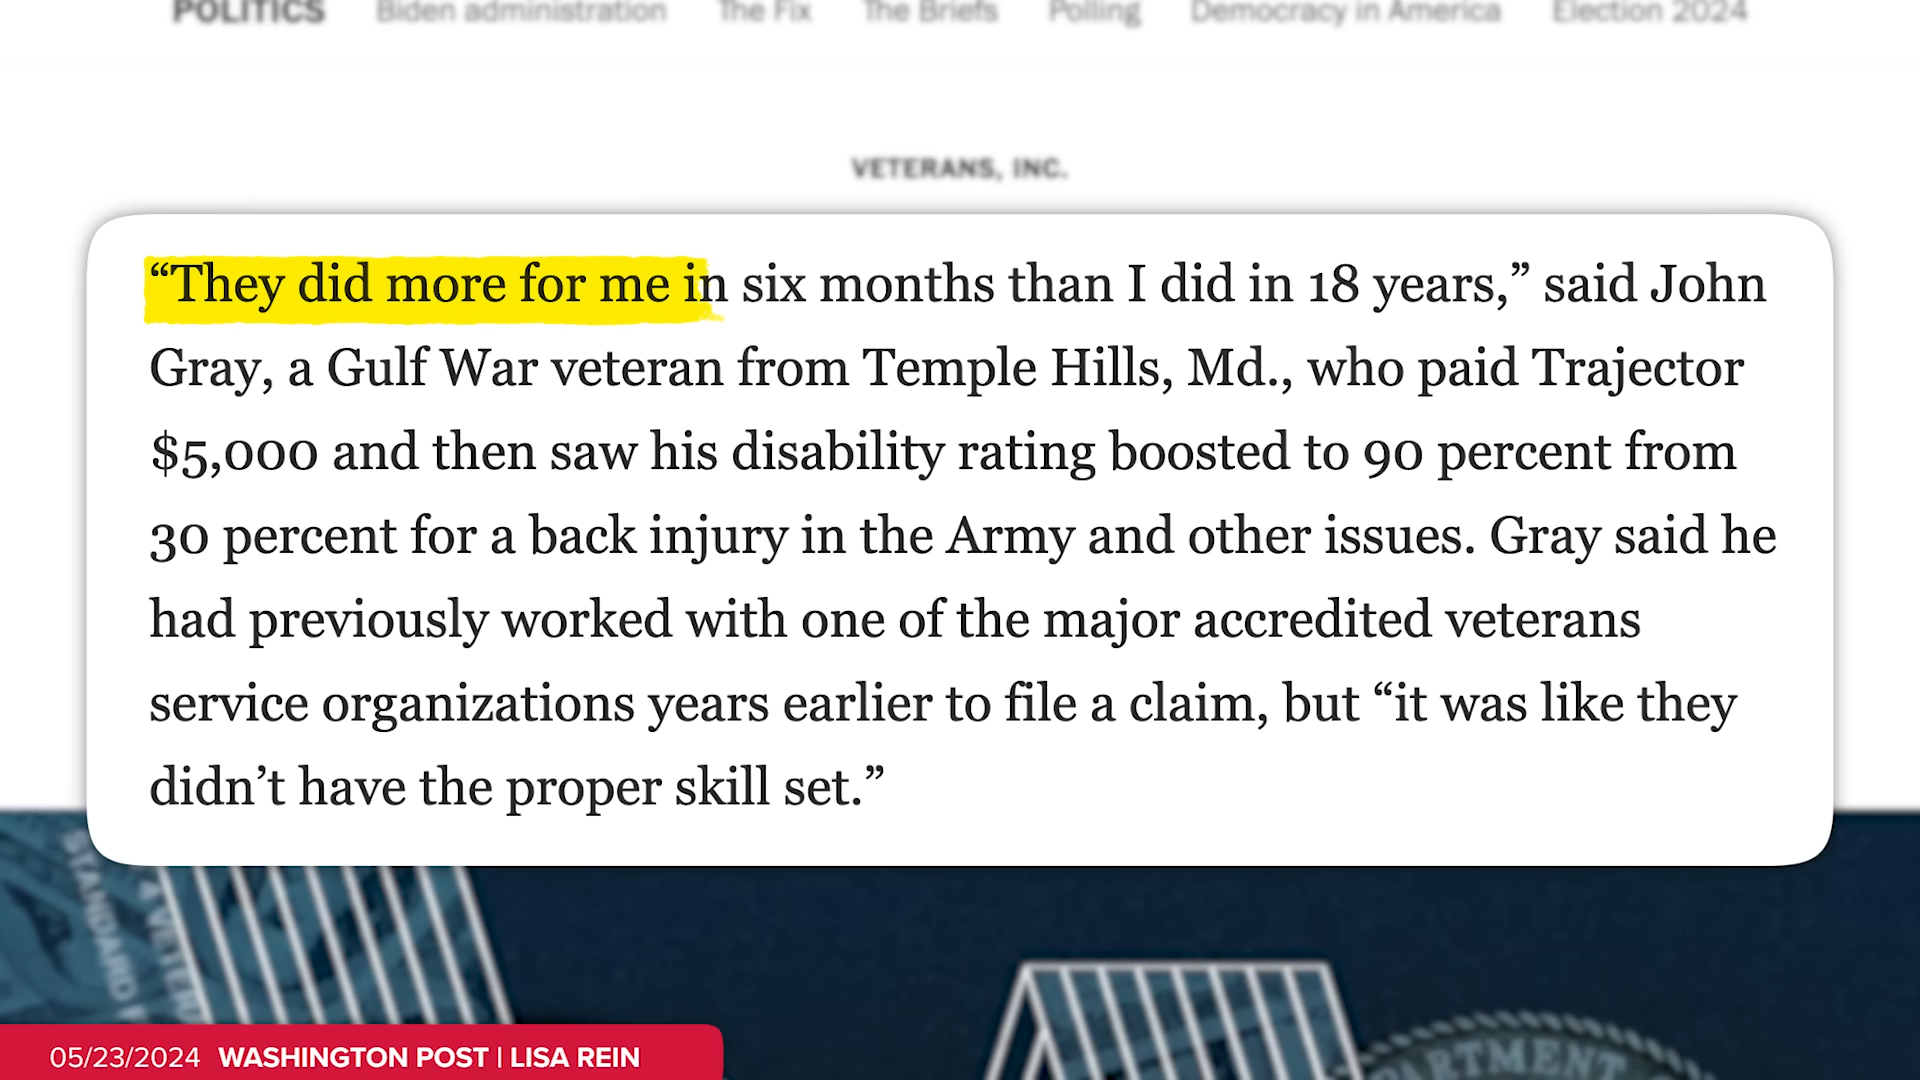 POLITICS Biden administration The Fix The Briefs Polling Democracy in America Election 2024
VETERANS, INC.
“They did more for me in six months than I did in 18 years,” said John
Gray, a Gulf War veteran from Temple Hills, Md., who paid Trajector
$5,000 and then saw his disability rating boosted to 90 percent from
30 percent for a back injury in the Army and other issues. Gray said he
had previously worked with one of the major accredited veterans
service organizations years earlier to file a claim, but “it was like they
didn’t have the proper skill set.”
STANDARD
4 VETER
ARTMENT
05/23/2024 WASHINGTON POST | LISA REIN